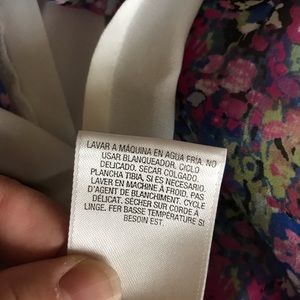 LAVAR A MÁQUINA EN AGUA FRÍA. NO
USAR BLANQUEADOR. CICLO
DELICADO. SECAR COLGADO.
PLANCHA TIBIA, SI ES NECESARIO.
LAVER EN MACHINE À FROID. PAS
D'AGENT DE BLANCHIMENT. CYCLE
DÉLICAT. SÉCHER SUR CORDE À
LINGE. FER BASSE TEMPÉRATURE SI
BESOIN EST.